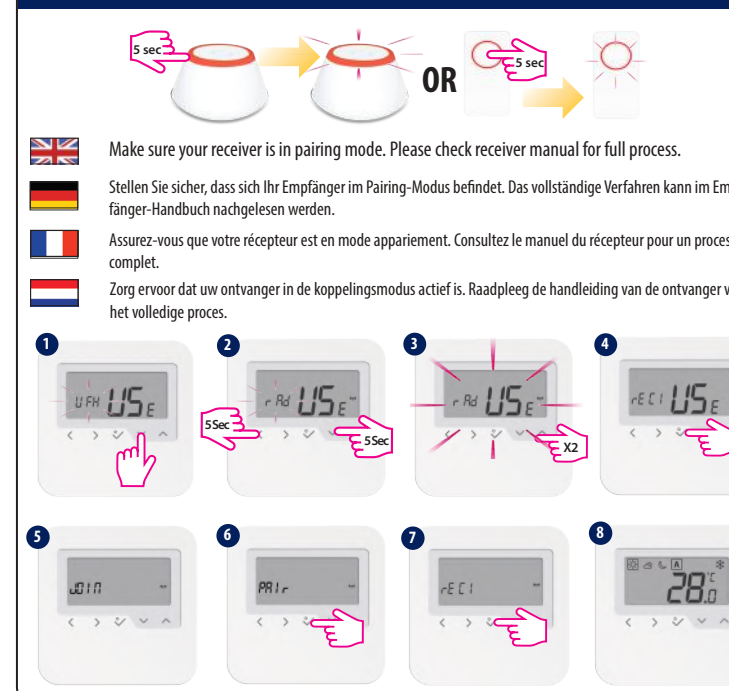 5 sec
OR
5 sec
Make sure your receiver is in pairing mode. Please check receiver manual for full process.
Stellen Sie sicher, dass sich Ihr Empfänger im Pairing-Modus befindet. Das vollständige Verfahren kann im Em
fänger-Handbuch nachgelesen werden.
Assurez-vous que votre récepteur est en mode appariement. Consultez le manuel du récepteur pour un proces
complet.
Zorg ervoor dat uw ontvanger in de koppelingsmodus actief is. Raadpleeg de handleiding van de ontvanger v
het volledige proces.
1
UFH USE
2
rAd USE
5Sec
5Sec
3
rAd USE
X2
4
rEC1 USE
5
JOIN
6
PAIr
7
rEC1
8
A
28.0 °C